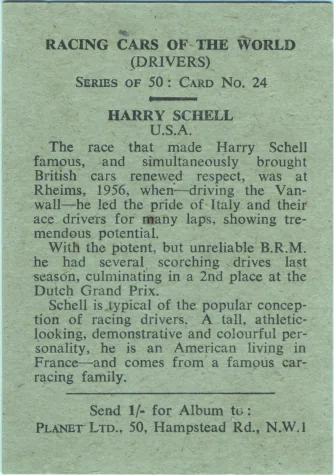 RACING CARS OF THE WORLD
(DRIVERS)
SERIES OF 50: CARD No. 24
HARRY SCHELL
U.S.A.
The race that made Harry Schell
famous, and simultaneously brought
British cars renewed respect, was at
Rheims, 1956, when—driving the Van-
wall—he led the pride of Italy and their
ace drivers for many laps, showing tre-
mendous potential.
With the potent, but unreliable B.R.M.
he had several scorching drives last
season, culminating in a 2nd place at the
Dutch Grand Prix.
Schell is typical of the popular concep-
tion of racing drivers. A tall, athletic-
looking, demonstrative and colourful per-
sonality, he is an American living in
France—and comes from a famous car-
racing family.
Send 1/- for Album to:
PLANET LTD., 50, Hampstead Rd., N.W.1